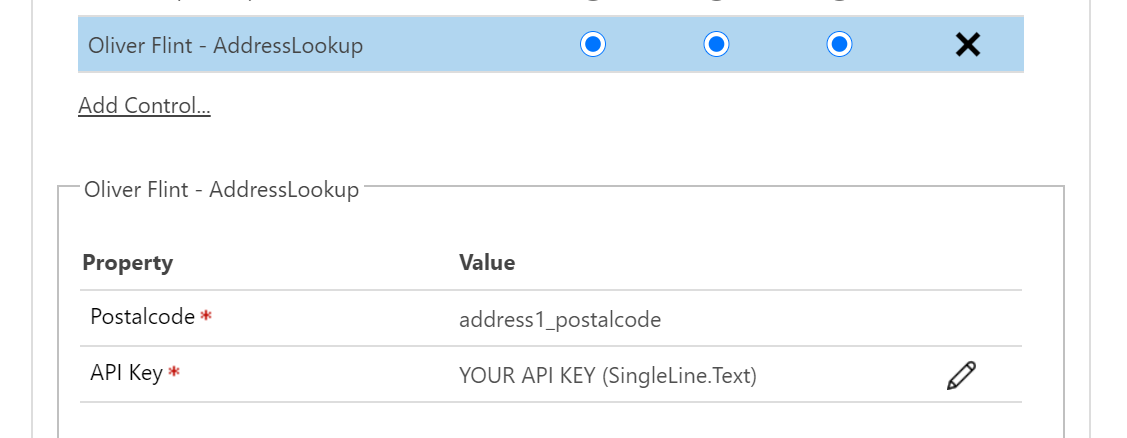 Oliver Flint - AddressLookup
Add Control...
Oliver Flint - AddressLookup
Property Value
Postalcode * address1_postalcode
API Key * YOUR API KEY (SingleLine.Text)